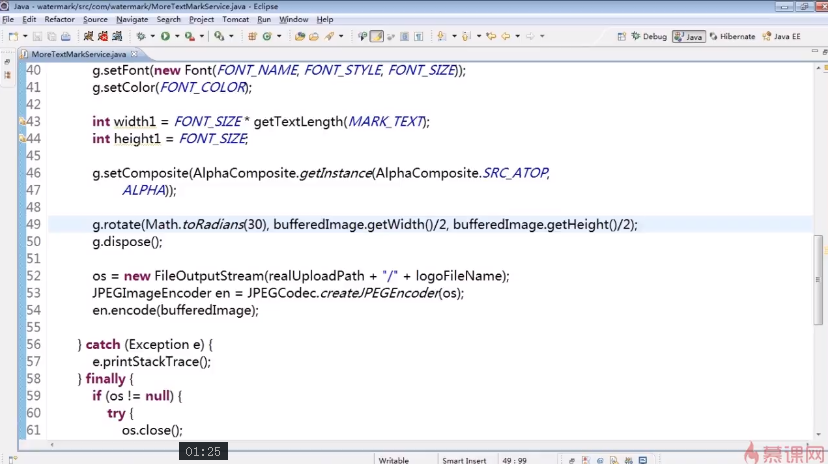 Java - watermark/src/com/watermark/MoreTextMarkService.java - Eclipse
File Edit Refactor Source Navigate Search Project Tomcat Run Window Help
Debug Java Hibernate Java EE
MoreTextMarkService.java
40 g.setFont(new Font(FONT_NAME, FONT_STYLE, FONT_SIZE));
41 g.setColor(FONT_COLOR);
42
43 int width1 = FONT_SIZE * getTextLength(MARK_TEXT);
44 int height1 = FONT_SIZE;
45
46 g.setComposite(AlphaComposite.getInstance(AlphaComposite.SRC_ATOP,
47 ALPHA));
48
49 g.rotate(Math.toRadians(30), bufferedImage.getWidth()/2, bufferedImage.getHeight()/2);
50 g.dispose();
51
52 os = new FileOutputStream(realUploadPath + "/" + logoFileName);
53 JPEGImageEncoder en = JPEGCodec.createJPEGEncoder(os);
54 en.encode(bufferedImage);
55
56 } catch (Exception e) {
57 e.printStackTrace();
58 } finally {
59 if (os != null) {
60 try {
61 os.close();
01:25
Writable Smart Insert 49 : 99
慕课网